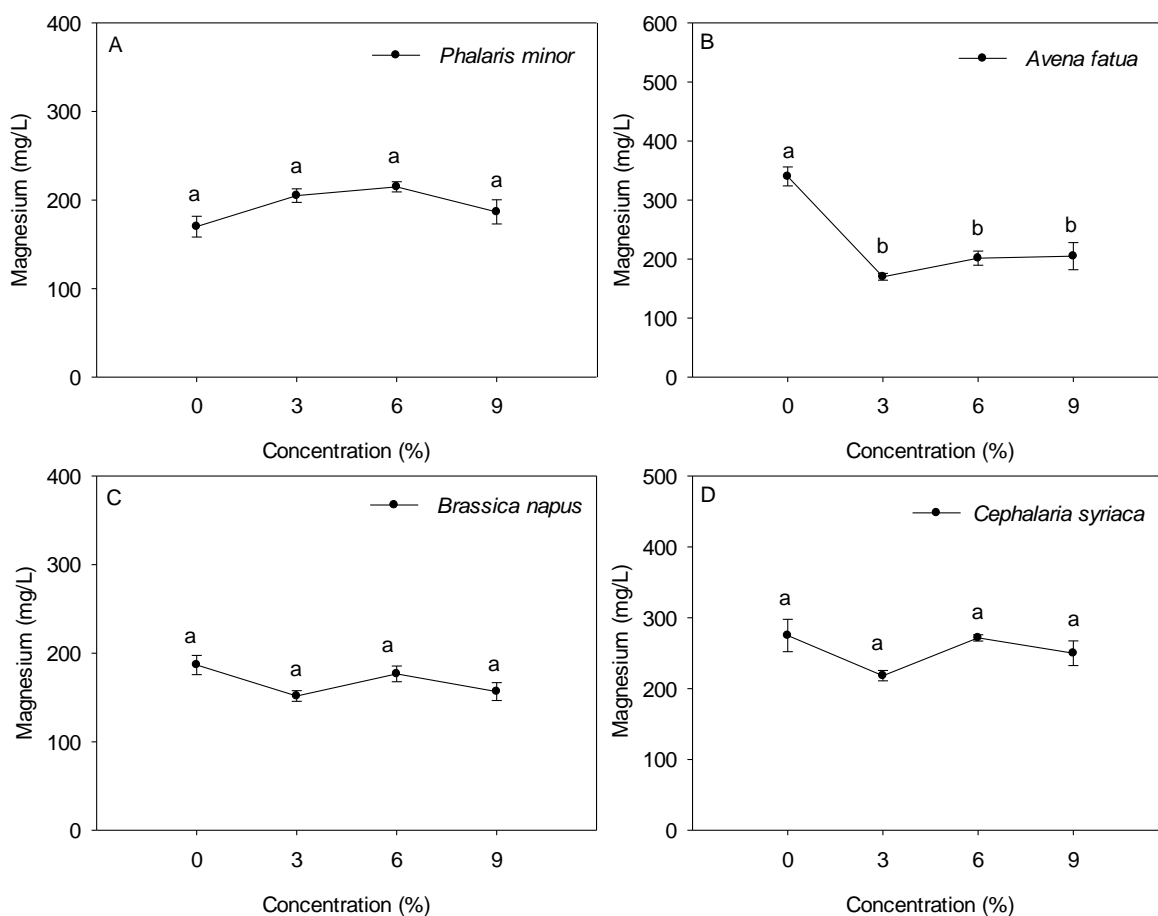 A
Phalaris minor
Magnesium (mg/L)
400
300
200
100
0
a
a
a
a
0
3
6
9
Concentration (%)
B
Avena fatua
Magnesium (mg/L)
600
500
400
300
200
100
0
a
b
b
b
0
3
6
9
Concentration (%)
C
Brassica napus
Magnesium (mg/L)
400
300
200
100
0
a
a
a
a
0
3
6
9
Concentration (%)
D
Cephalaria syriaca
Magnesium (mg/L)
500
400
300
200
100
0
a
a
a
a
0
3
6
9
Concentration (%)